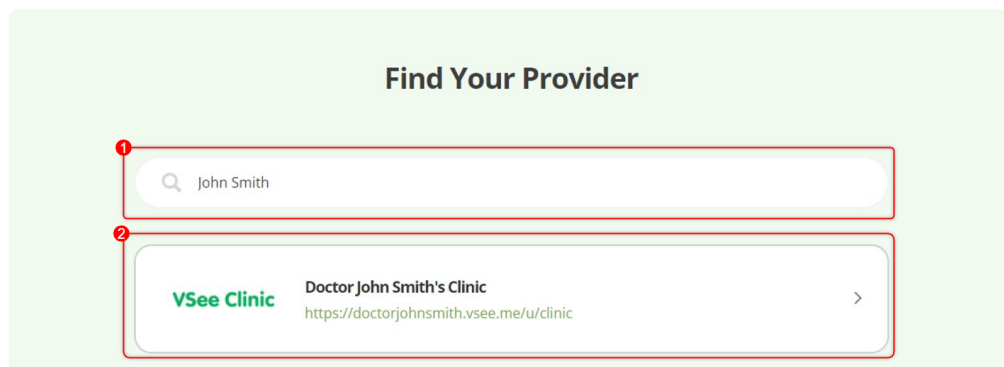 Find Your Provider
1
John Smith
2
VSee Clinic
Doctor John Smith's Clinic
https://doctorjohnsmith.vsee.me/u/clinic